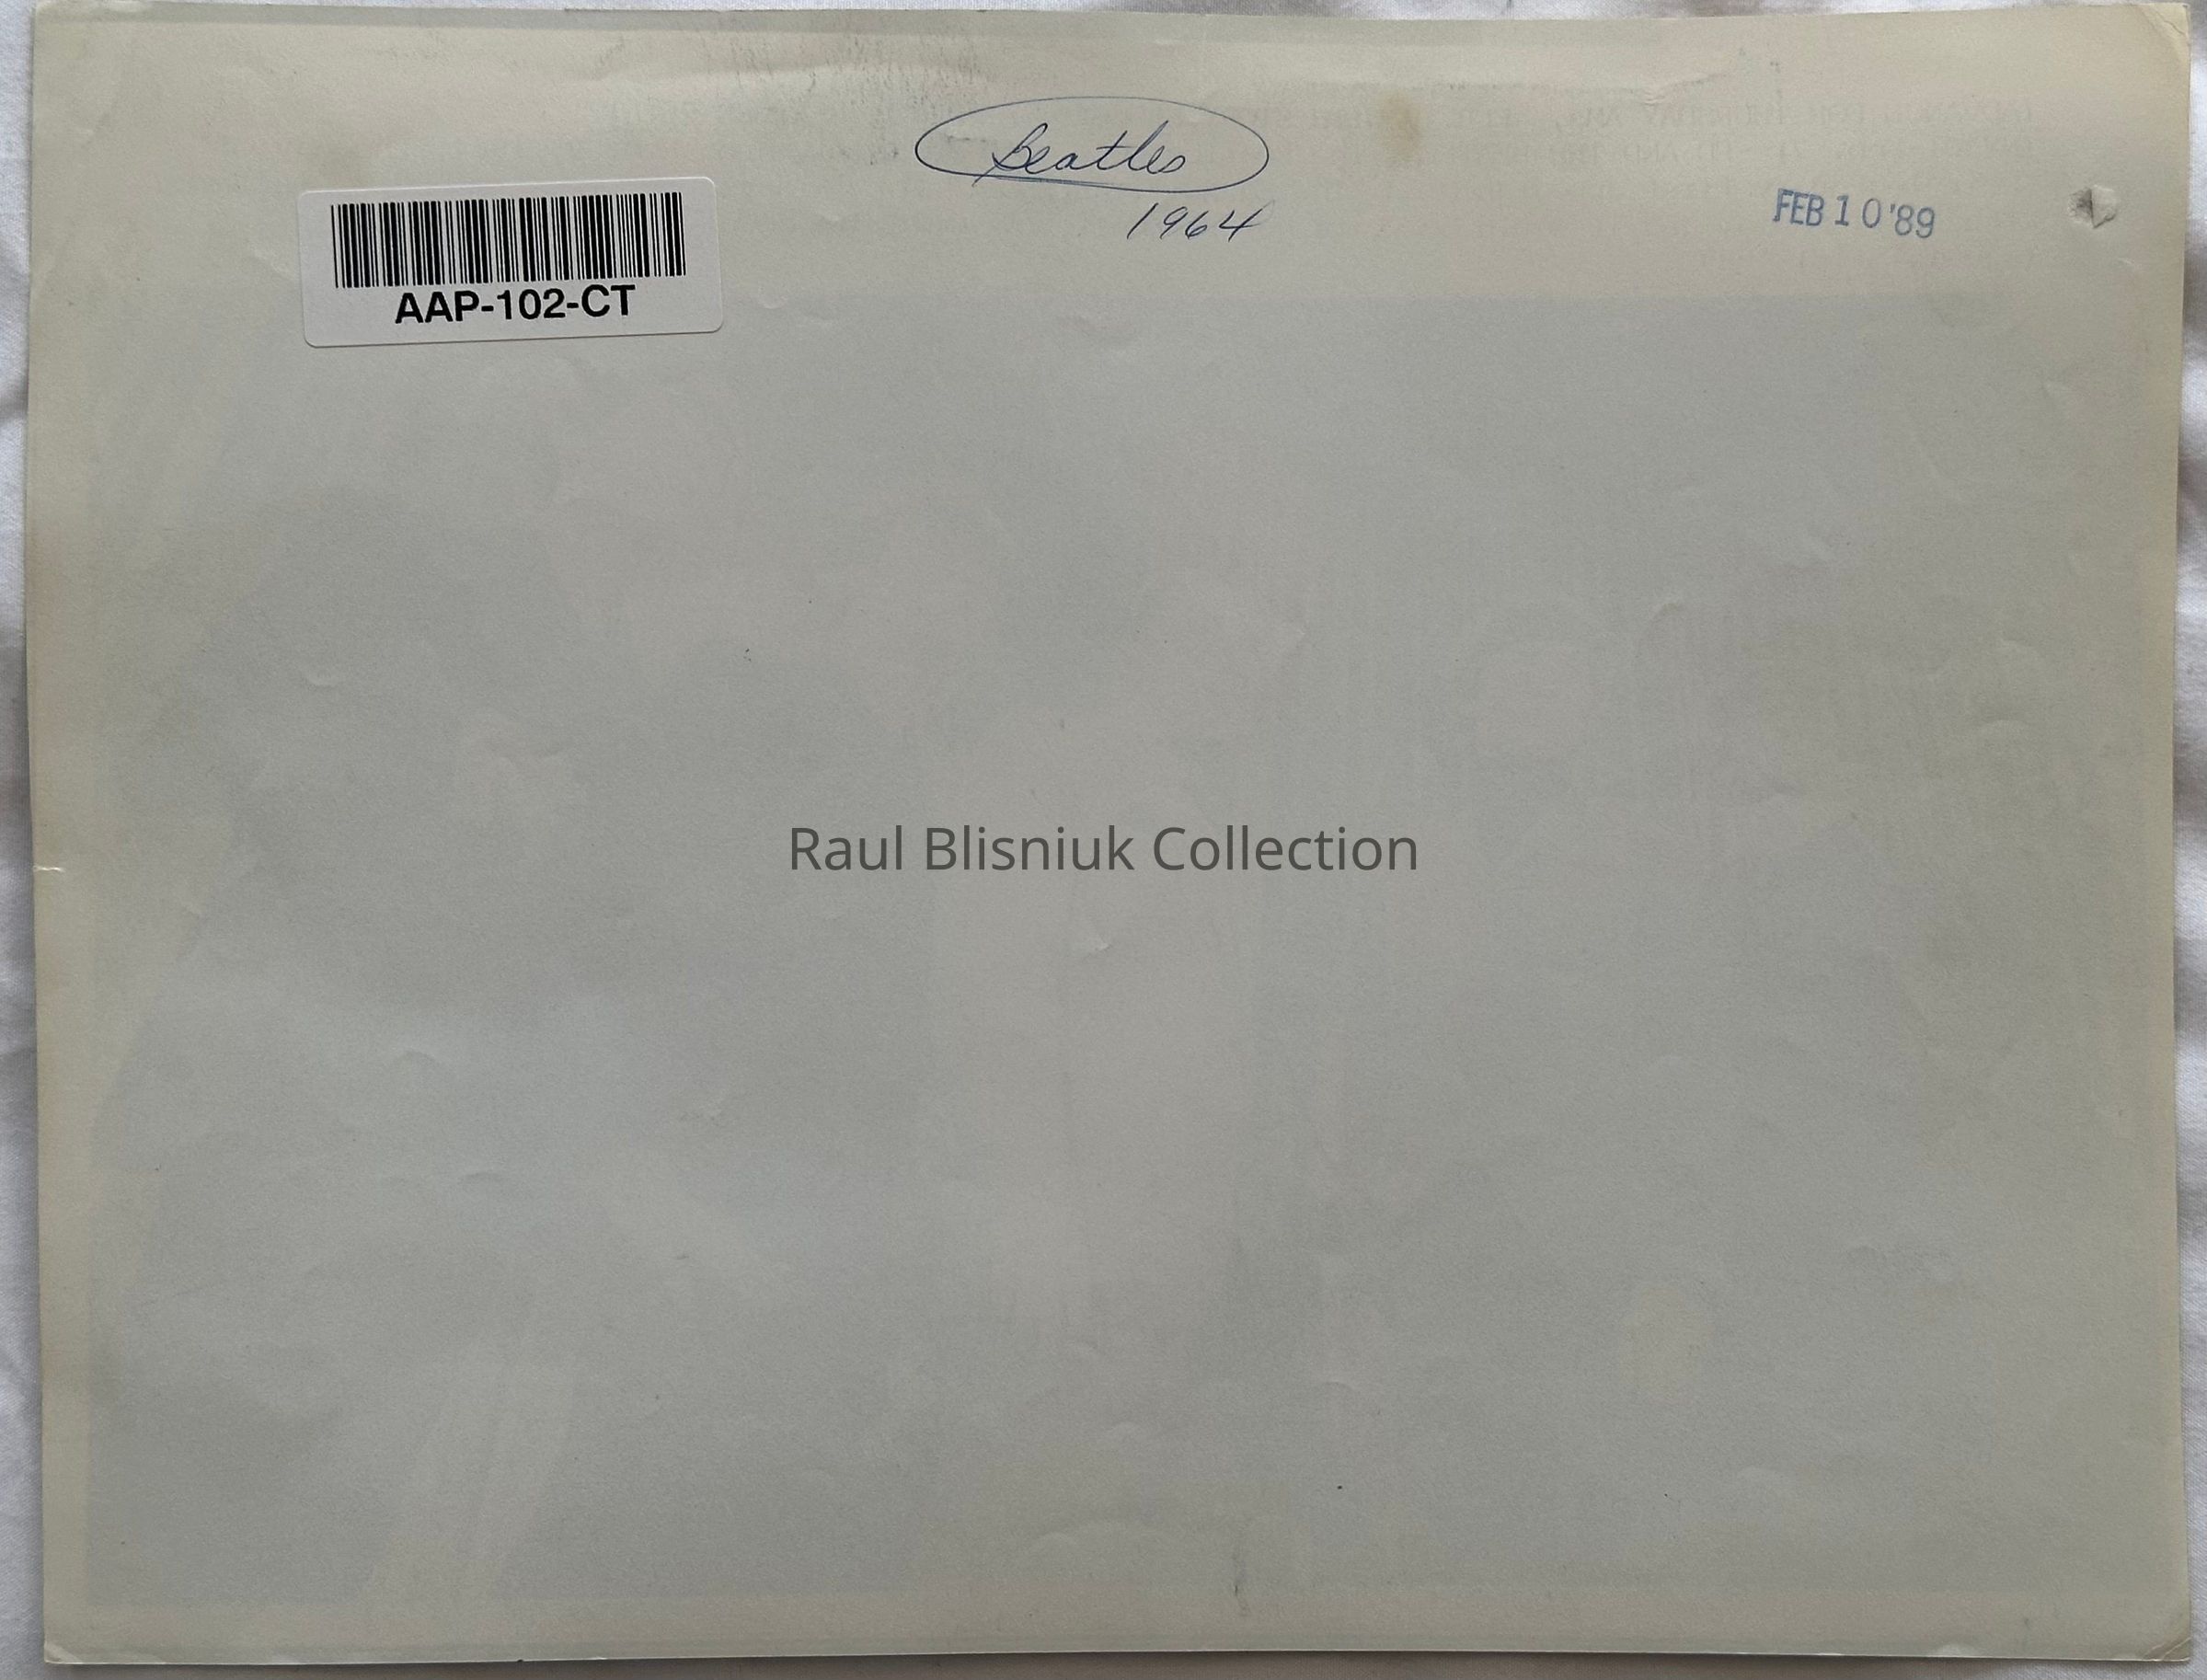 Beatles
1964
FEB 10 '89
AAP-102-CT
Raul Blisniuk Collection